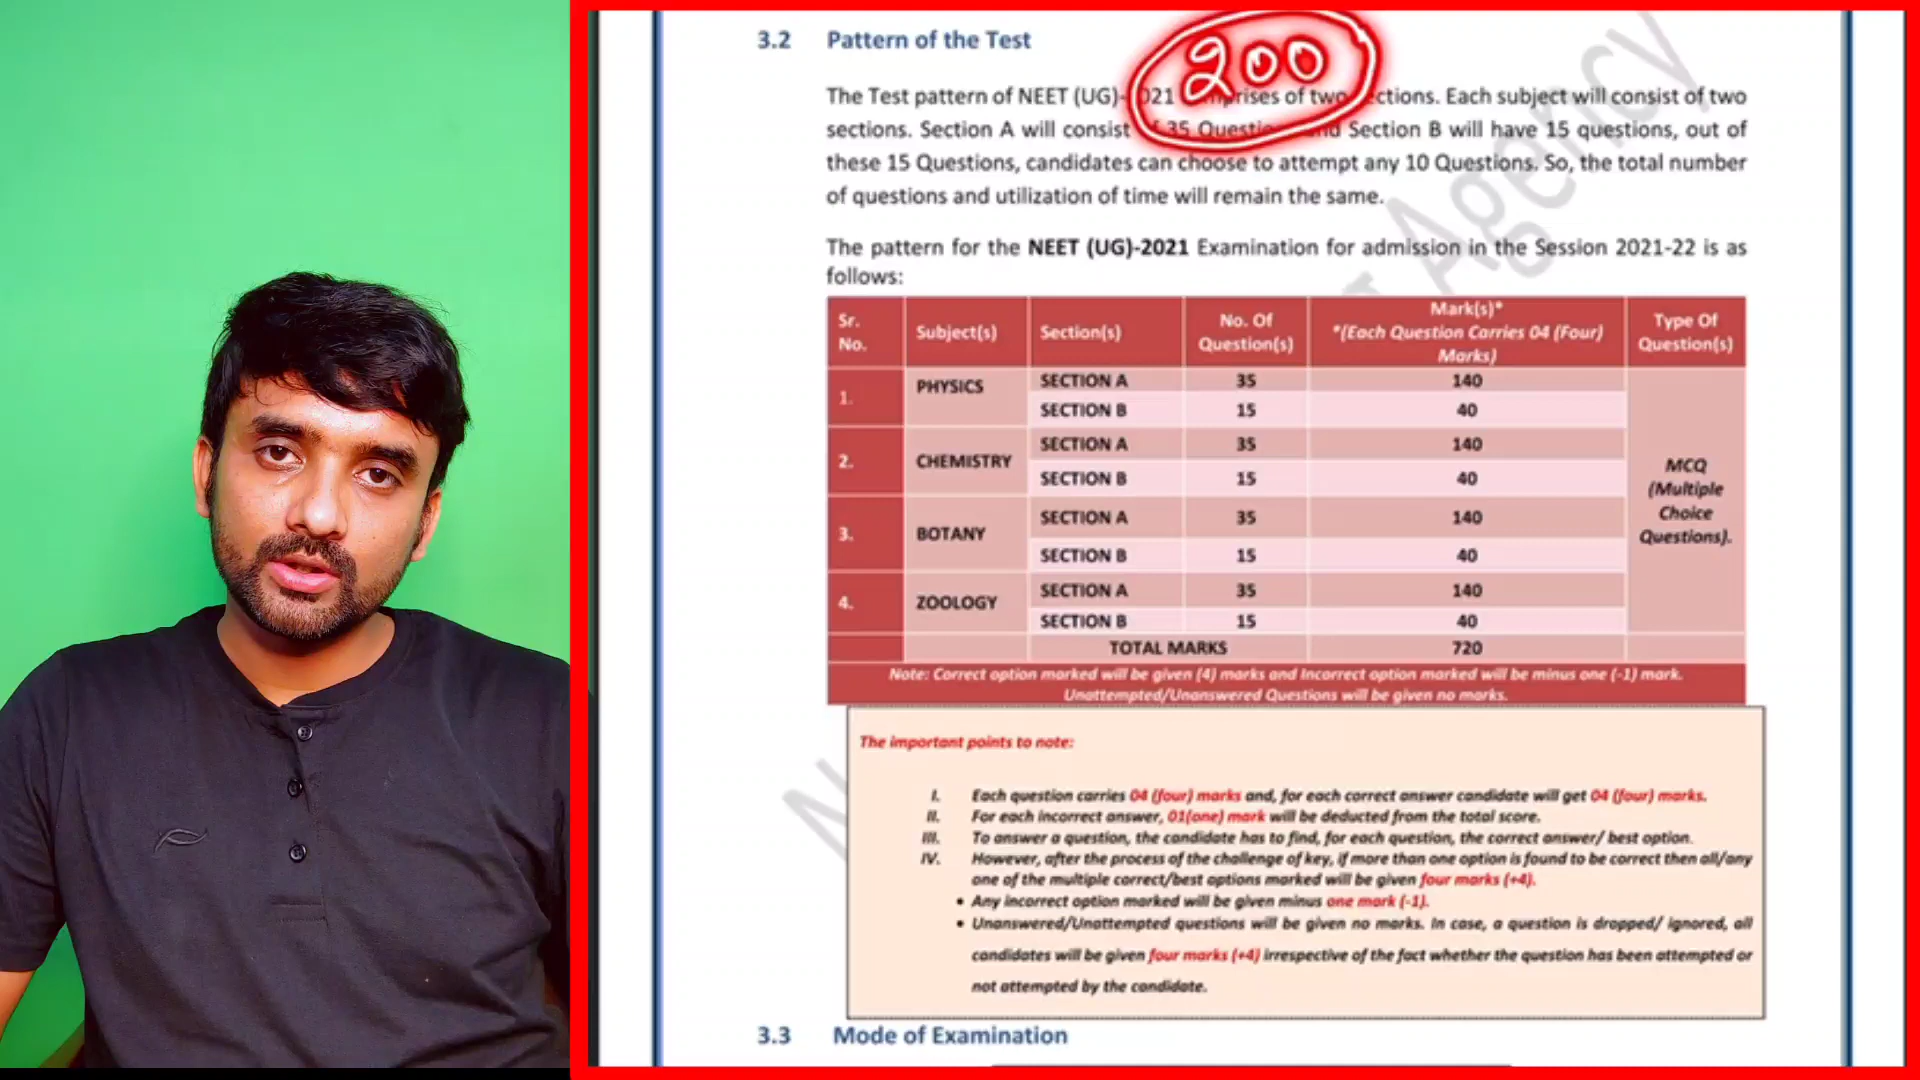 200
3.2 Pattern of the Test
The Test pattern of NEET (UG)- 021 prises of two ctions. Each subject will consist of two
sections. Section A will consist 35 Questio nd Section B will have 15 questions, out of
these 15 Questions, candidates can choose to attempt any 10 Questions. So, the total number
of questions and utilization of time will remain the same.
The pattern for the NEET (UG)-2021 Examination for admission in the Session 2021-22 is as
follows:
Sr. No. Subject(s) Section(s) No. Of Question(s) Mark(s)* *(Each Question Carries 04 (Four) Marks) Type Of Question(s)
1. PHYSICS SECTION A 35 140
SECTION B 15 40
2. CHEMISTRY SECTION A 35 140
SECTION B 15 40
3. BOTANY SECTION A 35 140
SECTION B 15 40
4. ZOOLOGY SECTION A 35 140
SECTION B 15 40
MCQ
(Multiple
Choice
Questions).
TOTAL MARKS 720
Note: Correct option marked will be given (4) marks and Incorrect option marked will be minus one (-1) mark.
Unattempted/Unanswered Questions will be given no marks.
The important points to note:
I. Each question carries 04 (four) marks and, for each correct answer candidate will get 04 (four) marks.
II. For each incorrect answer, 01(one) mark will be deducted from the total score.
III. To answer a question, the candidate has to find, for each question, the correct answer/ best option.
IV. However, after the process of the challenge of key, if more than one option is found to be correct then all/any
one of the multiple correct/best options marked will be given four marks (+4).
• Any incorrect option marked will be given minus one mark (-1).
• Unanswered/Unattempted questions will be given no marks. In case, a question is dropped/ ignored, all
candidates will be given four marks (+4) irrespective of the fact whether the question has been attempted or
not attempted by the candidate.
3.3 Mode of Examination
Agency